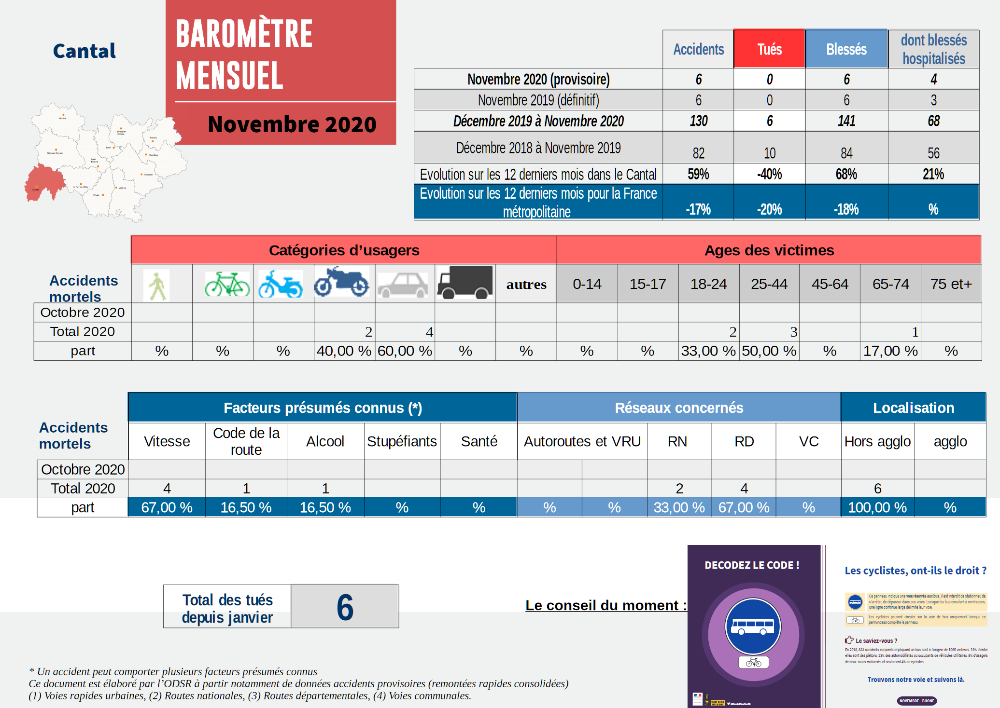 Cantal
BAROMÈTRE
MENSUEL
Novembre 2020
Moulins
Bourg-en
-Bresse
Annecy
Clermont Ferrand
Lyon
Chambéry
Saint
Etienne
Grenoble
Le Puy en Velay
Valence
Privas
Aurillac
Accidents Tués Blessés dont blessés
hospitalisés
Novembre 2020 (provisoire) 6 0 6 4
Novembre 2019 (définitif) 6 0 6 3
Décembre 2019 à Novembre 2020 130 6 141 68
Décembre 2018 à Novembre 2019 82 10 84 56
Evolution sur les 12 derniers mois dans le Cantal 59% -40% 68% 21%
Evolution sur les 12 derniers mois pour la France
métropolitaine -17% -20% -18% %
Catégories d’usagers Ages des victimes
Accidents
mortels
autres 0-14 15-17 18-24 25-44 45-64 65-74 75 et+
Octobre 2020
Total 2020 2 4 2 3 1
part % % % 40,00 % 60,00 % % % % % 33,00 % 50,00 % % 17,00 % %
Facteurs présumés connus (*) Réseaux concernés Localisation
Accidents
mortels
Vitesse Code de la
route Alcool Stupéfiants Santé Autoroutes et VRU RN RD VC Hors agglo agglo
Octobre 2020
Total 2020 4 1 1 2 4 6
part 67,00 % 16,50 % 16,50 % % % % % 33,00 % 67,00 % % 100,00 % %
Total des tués
depuis janvier
6
Le conseil du moment :
DECODEZ LE CODE !
@RoutePlusSur69
Les cyclistes, ont-ils le droit ?
Ce panneau indique une voie réservée aux bus. Il est interdit de stationner, de
s'arrêter, de dépasser dans ces voies. Lorsque les bus circulent à contresens,
une ligne continue large délimite leur voie.
Les cyclistes peuvent circuler sur la voie de bus uniquement lorsque ce
pannonceau complète le panneau.
Le saviez-vous ?
En 2018, 633 accidents corporels impliquant un bus sont à l'origine de 1065 victimes. 18% d'entre
elles sont des piétons, 23% des automobilistes ou occupants de véhicules utilitaires, 8% d'usagers
de deux-roues motorisés et seulement 4% de cyclistes.
Trouvons notre voie et suivons là.
NOVEMBRE - RHONE
* Un accident peut comporter plusieurs facteurs présumés connus
Ce document est élaboré par l’ODSR à partir notamment de données accidents provisoires (remontées rapides consolidées)
(1) Voies rapides urbaines, (2) Routes nationales, (3) Routes départementales, (4) Voies communales.